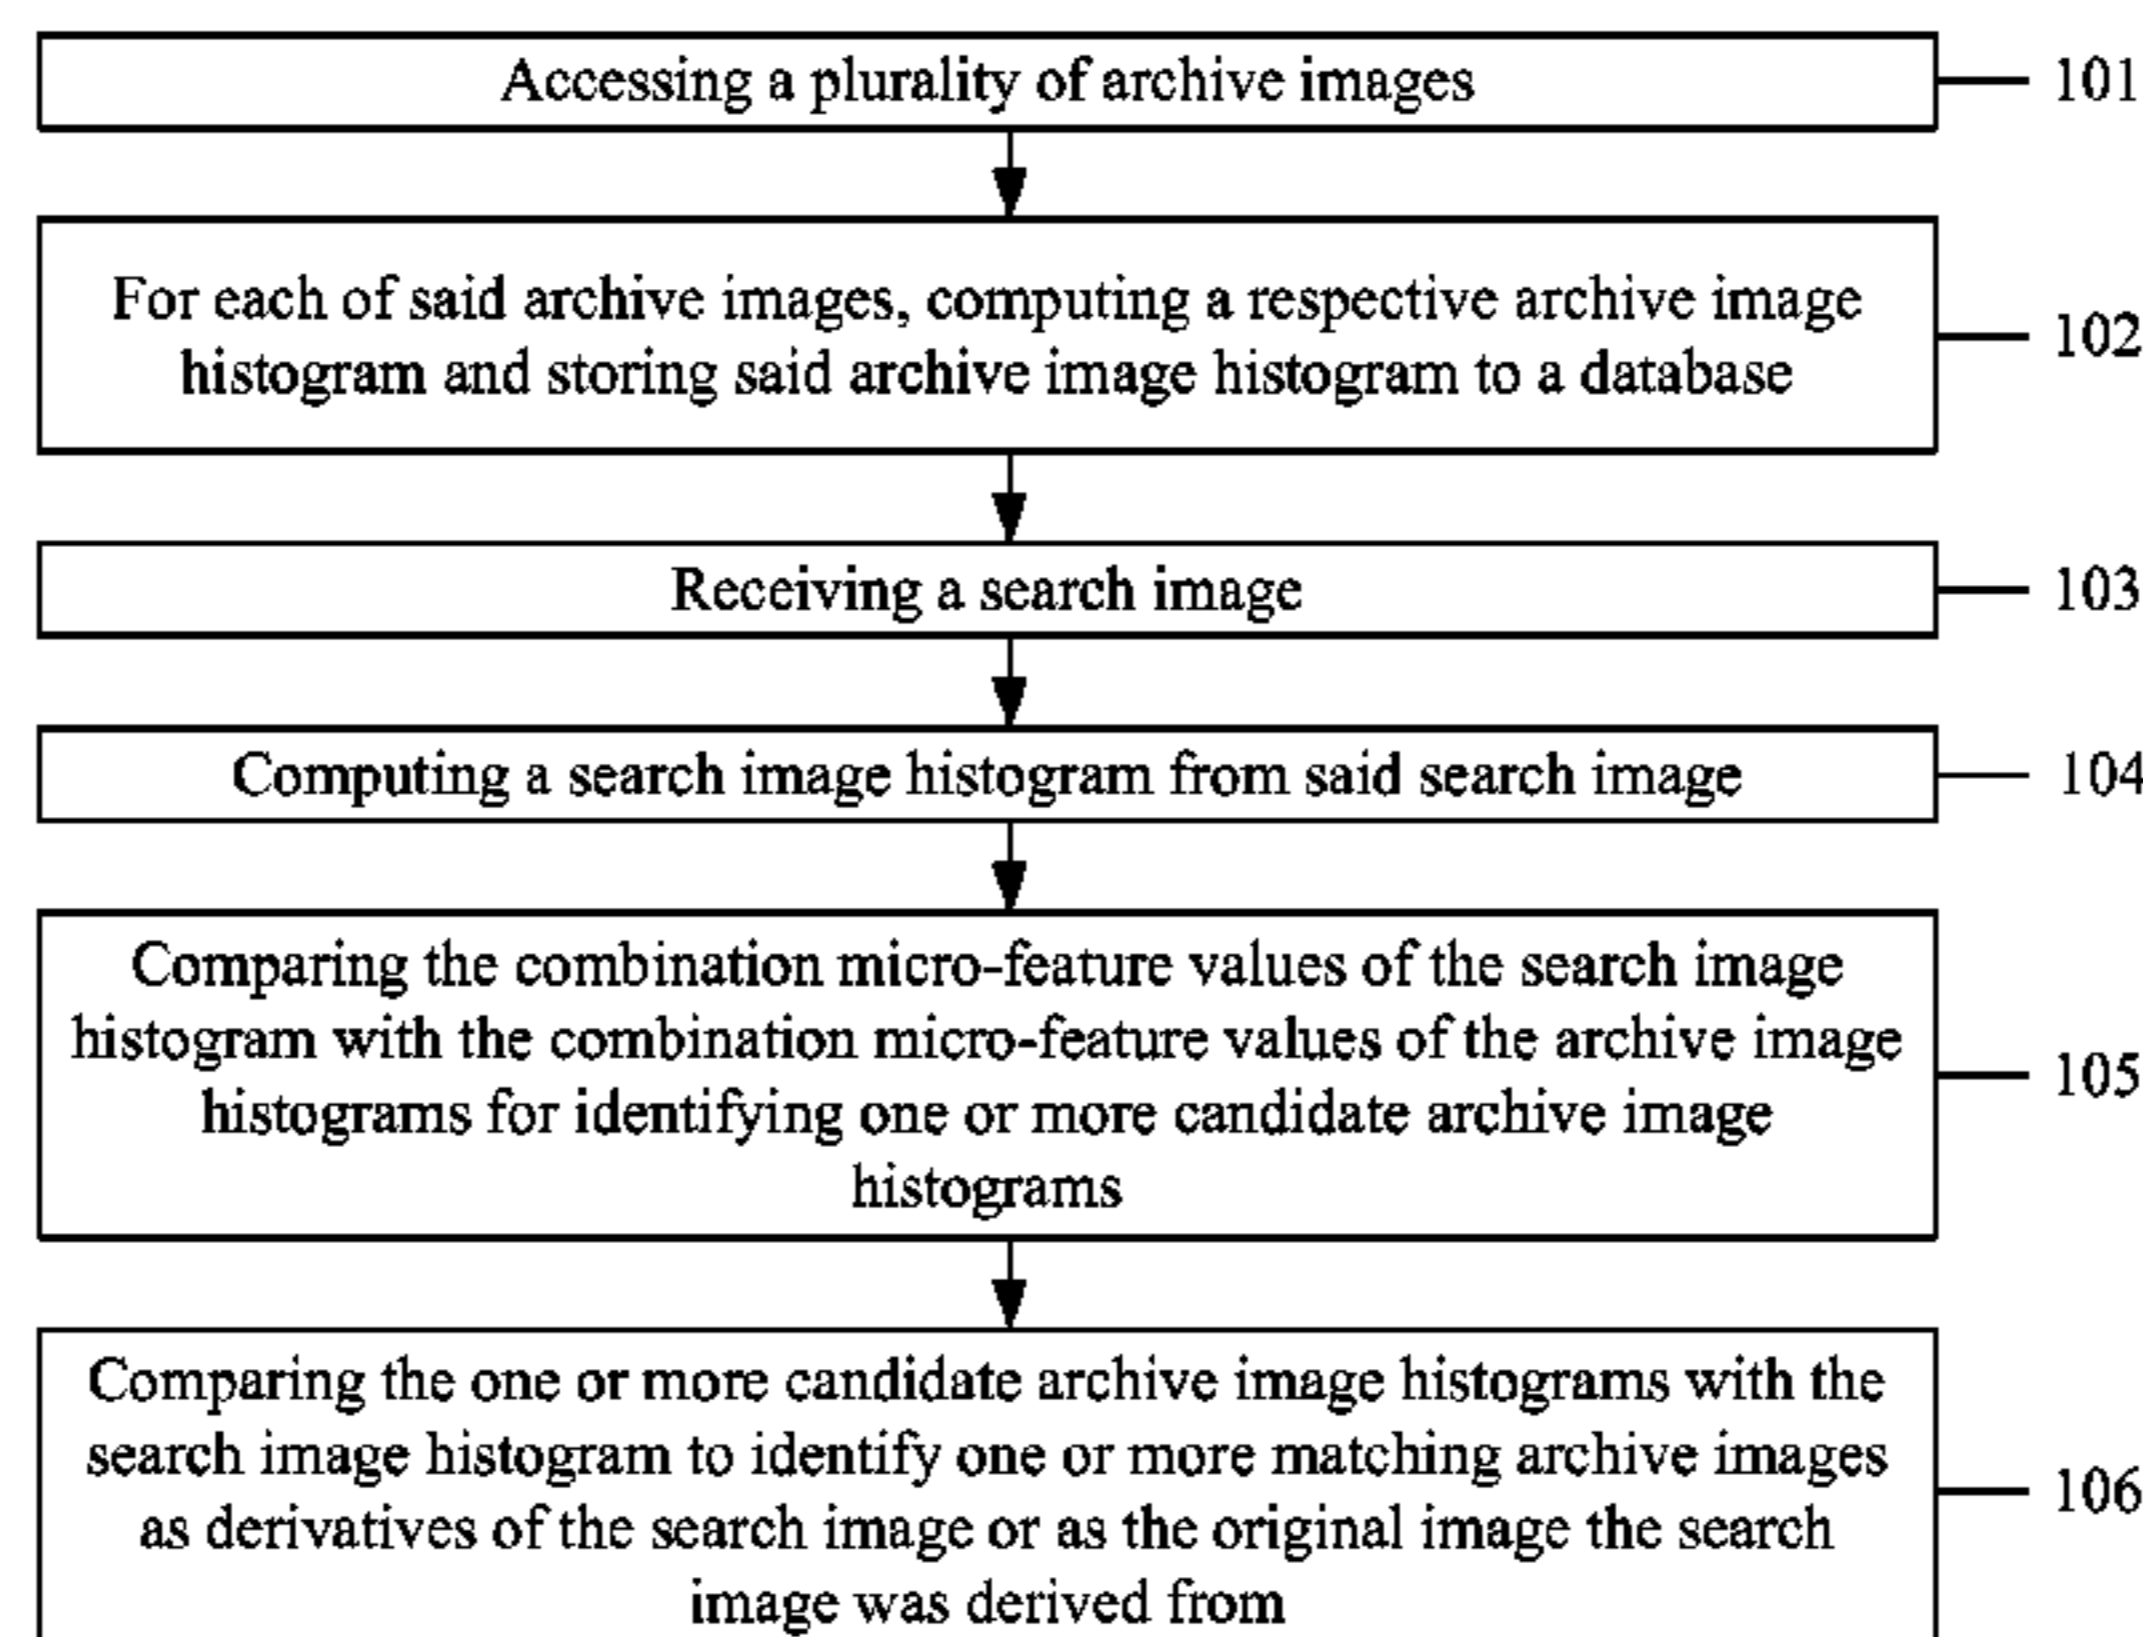 Accessing a plurality of archive images
101
For each of said archive images, computing a respective archive image
histogram and storing said archive image histogram to a database
102
Receiving a search image
103
Computing a search image histogram from said search image
104
Comparing the combination micro-feature values of the search image
histogram with the combination micro-feature values of the archive image
histograms for identifying one or more candidate archive image
histograms
105
Comparing the one or more candidate archive image histograms with the
search image histogram to identify one or more matching archive images
as derivatives of the search image or as the original image the search
image was derived from
106